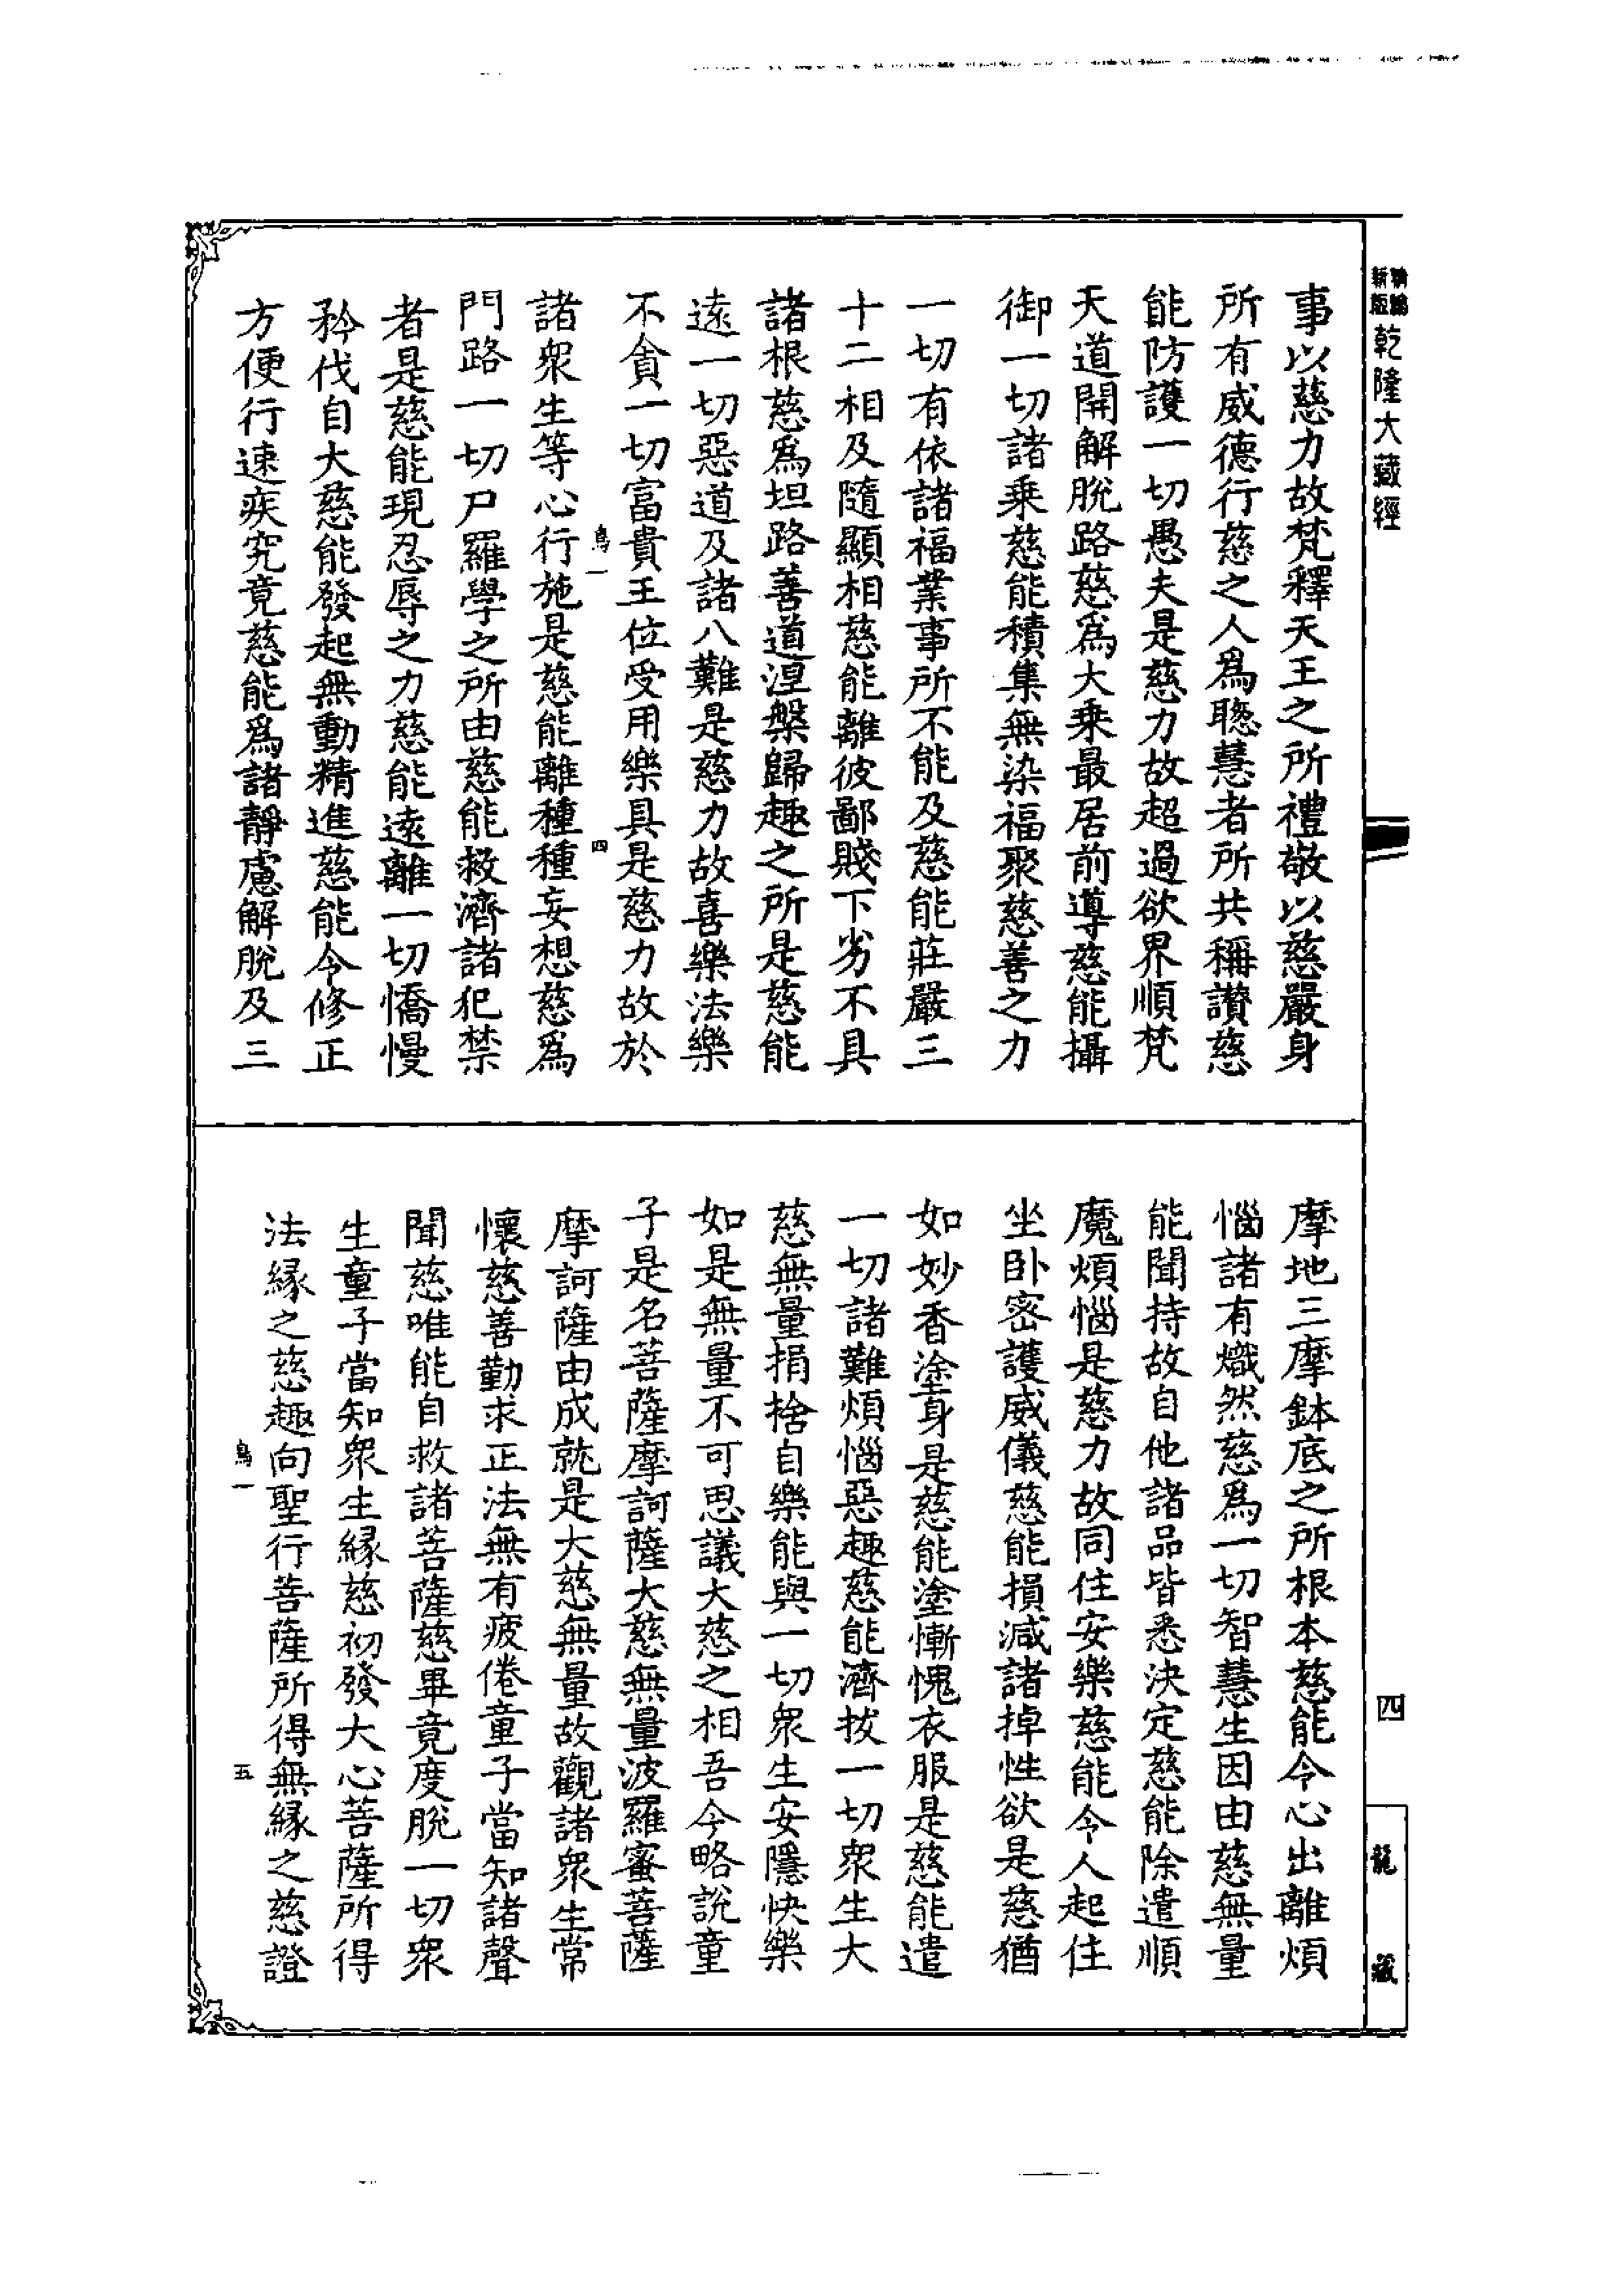 新編
縮版
乾隆大藏經
事以慈力故梵釋天王之所禮敬以慈嚴身
所有威德行慈之人爲聰慧者所共稱讚慈
能防護一切愚夫是慈力故超過欲界順梵
天道開解脫路慈爲大乘最居前導慈能攝
御一切諸乘慈能積集無染福聚慈善之力
一切有依諸福業事所不能及慈能莊嚴三
十二相及隨顯相慈能離彼鄙賤下劣不具
諸根慈爲坦路善道涅槃歸趣之所是慈能
遠一切惡道及諸八難是慈力故喜樂法樂
不貪一切富貴王位受用樂具是慈力故於
鳥一
四
諸衆生等心行施是慈能離種種妄想慈爲
門路一切尸羅學之所由慈能救濟諸犯禁
者是慈能現忍辱之力慈能遠離一切憍慢
矜伐自大慈能發起無動精進慈能令修正
方便行速疾究竟慈能爲諸靜慮解脫及三
摩地三摩鉢底之所根本慈能令心出離煩
惱諸有熾然慈爲一切智慧生因由慈無量
能聞持故自他諸品皆悉決定慈能除遣順
魔煩惱是慈力故同住安樂慈能令人起住
坐卧密護威儀慈能損減諸掉性欲是慈猶
如妙香塗身是慈能塗慚愧衣服是慈能遣
一切諸難煩惱惡趣慈能濟拔一切衆生大
慈無量捐捨自樂能與一切衆生安隱快樂
如是無量不可思議大慈之相吾今略說童
子是名菩薩摩訶薩大慈無量波羅蜜菩薩
摩訶薩由成就是大慈無量故觀諸衆生常
懷慈善勤求正法無有疲倦童子當知諸聲
聞慈唯能自救諸菩薩慈畢竟度脫一切衆
生童子當知衆生緣慈初發大心菩薩所得
法緣之慈趣向聖行菩薩所得無緣之慈證
鳥一
五
四
龍藏